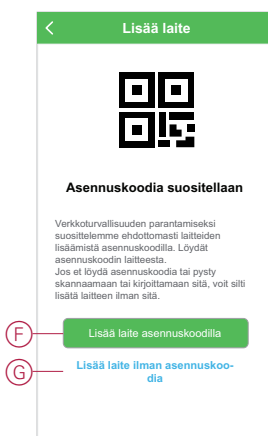 Lisää laite
Asennuskoodia suositellaan
Verkkoturvallisuuden parantamiseksi
suosittelemme ehdottomasti laitteiden
lisäämistä asennuskoodilla. Löydät
asennuskoodin laitteesta.
Jos et löydä asennuskoodia tai pysty
skannaamaan tai kirjoittamaan sitä, voit silti
lisätä laitteen ilman sitä.
F
Lisää laite asennuskoodilla
G
Lisää laite ilman asennuskoo-
dia